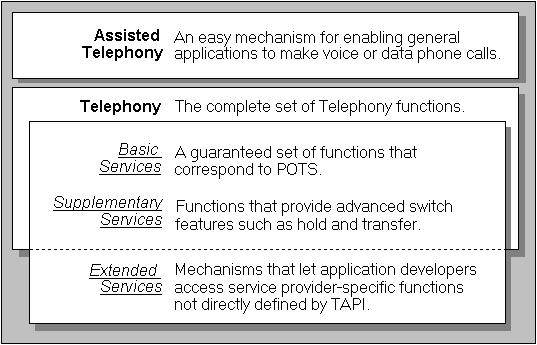 Assisted An easy mechanism for enabling general
Telephony applications to make voice or data phone calls.
Telephony The complete set of Telephony functions.
Basic A guaranteed set of functions that
Services correspond to POTS.
Supplementary Functions that provide advanced switch
Services features such as hold and transfer.
Extended Mechanisms that let application developers
Services access service provider-specific functions
not directly defined by TAPI.